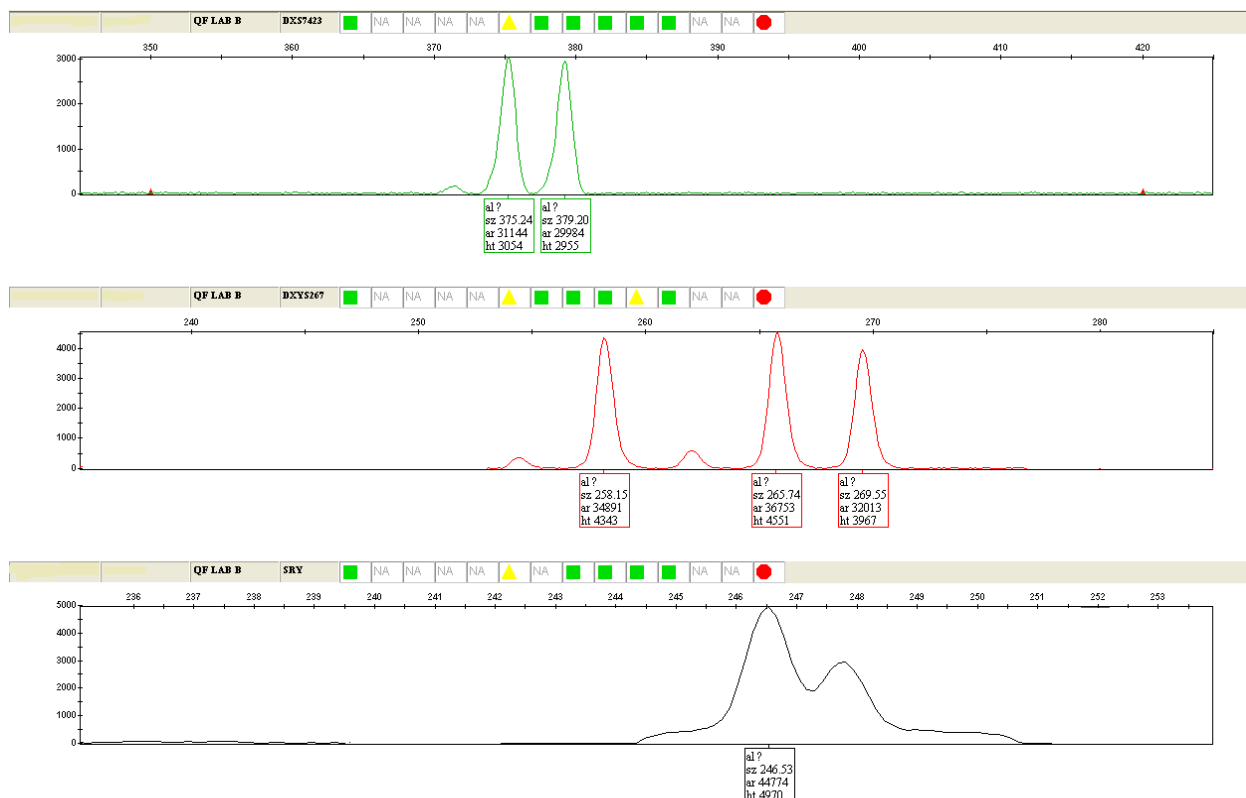 QF LAB B DXS7423 NA NA NA NA NA
350 360 370 380 390 400 410 420
3000
2000
1000
0
al ? al ?
sz 375.24 sz 379.20
ar 31144 ar 29984
ht 3054 ht 2955
QF LAB B DXYS267 NA NA NA NA NA
240 250 260 270 280
4000
3000
2000
1000
0
al ? al ? al ?
sz 258.15 sz 265.74 sz 269.55
ar 34891 ar 36753 ar 32013
ht 4343 ht 4551 ht 3967
QF LAB B SRY NA NA NA NA NA NA
236 237 238 239 240 241 242 243 244 245 246 247 248 249 250 251 252 253
5000
4000
3000
2000
1000
0
al ?
sz 246.53
ar 44774
ht 4970